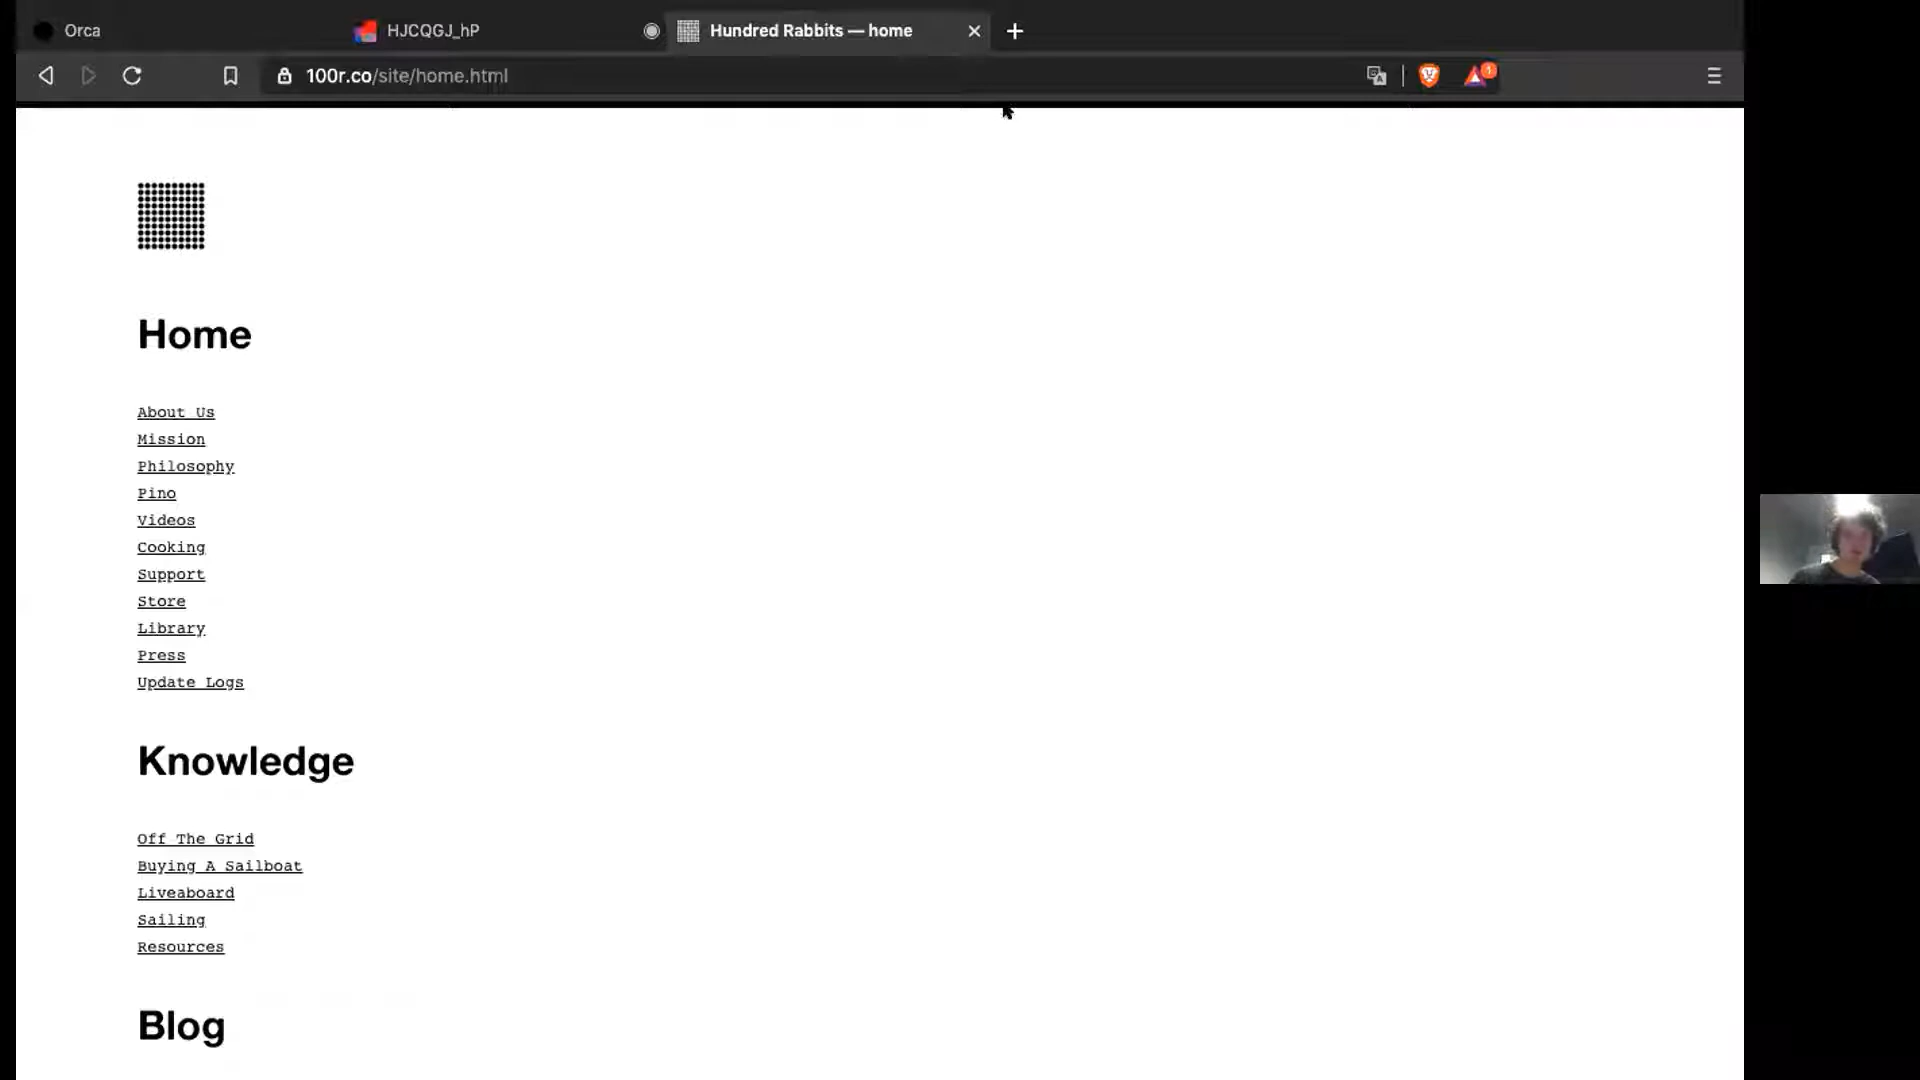 Orca
HJCQGJ_hP
Hundred Rabbits — home
100r.co/site/home.html
1
Home
About Us
Mission
Philosophy
Pino
Videos
Cooking
Support
Store
Library
Press
Update Logs
Knowledge
Off The Grid
Buying A Sailboat
Liveaboard
Sailing
Resources
Blog